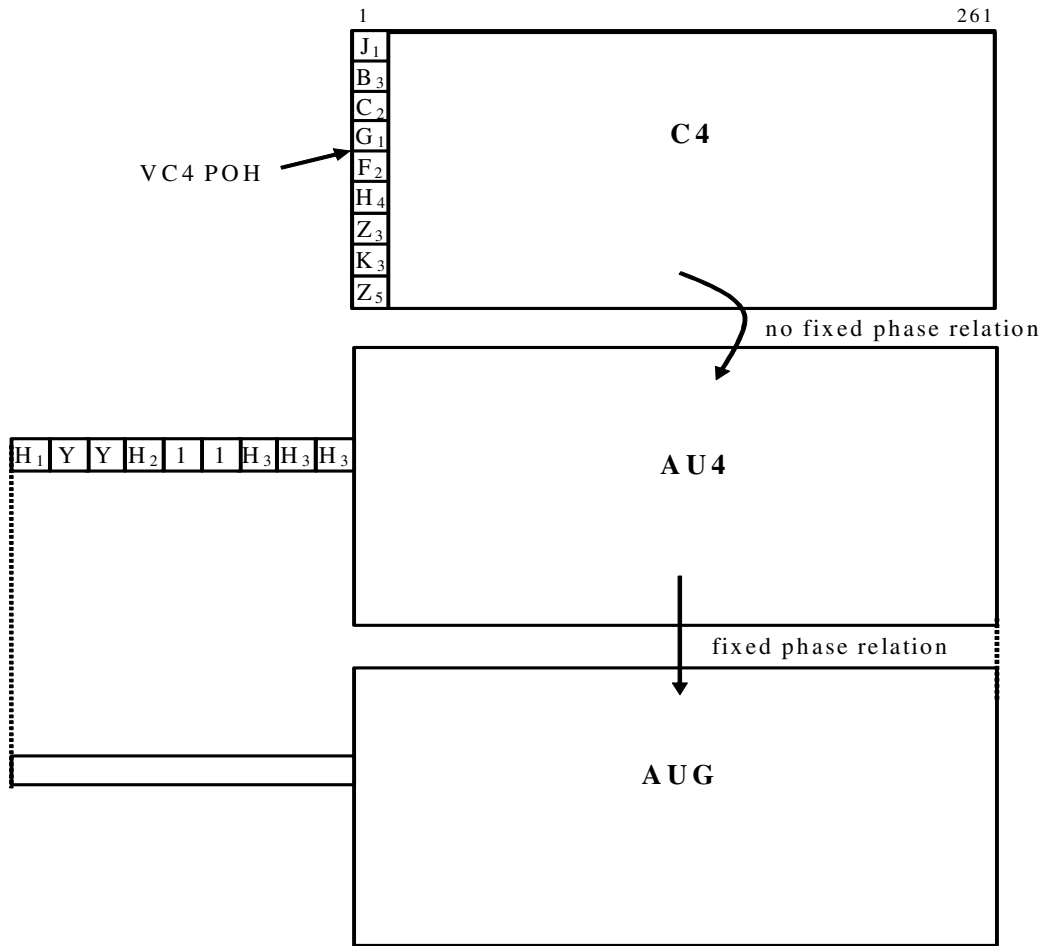 1 261
J1
B3
C2
G1
F2
H4
Z3
K3
Z5
C4
VC4 POH
no fixed phase relation
H1 Y Y H2 1 1 H3 H3 H3
AU4
fixed phase relation
AUG